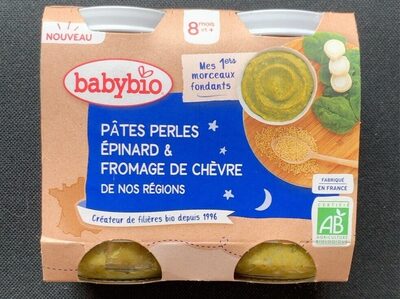 NOUVEAU
8 mois et +
babybio
Mes 1ers
morceaux
fondants
PÂTES PERLES
ÉPINARD &
FROMAGE DE CHÈVRE
DE NOS RÉGIONS
Créateur de filières bio depuis 1996
FABRIQUÉ
EN FRANCE
CERTIFIÉ
AB
AGRICULTURE
BIOLOGIQUE